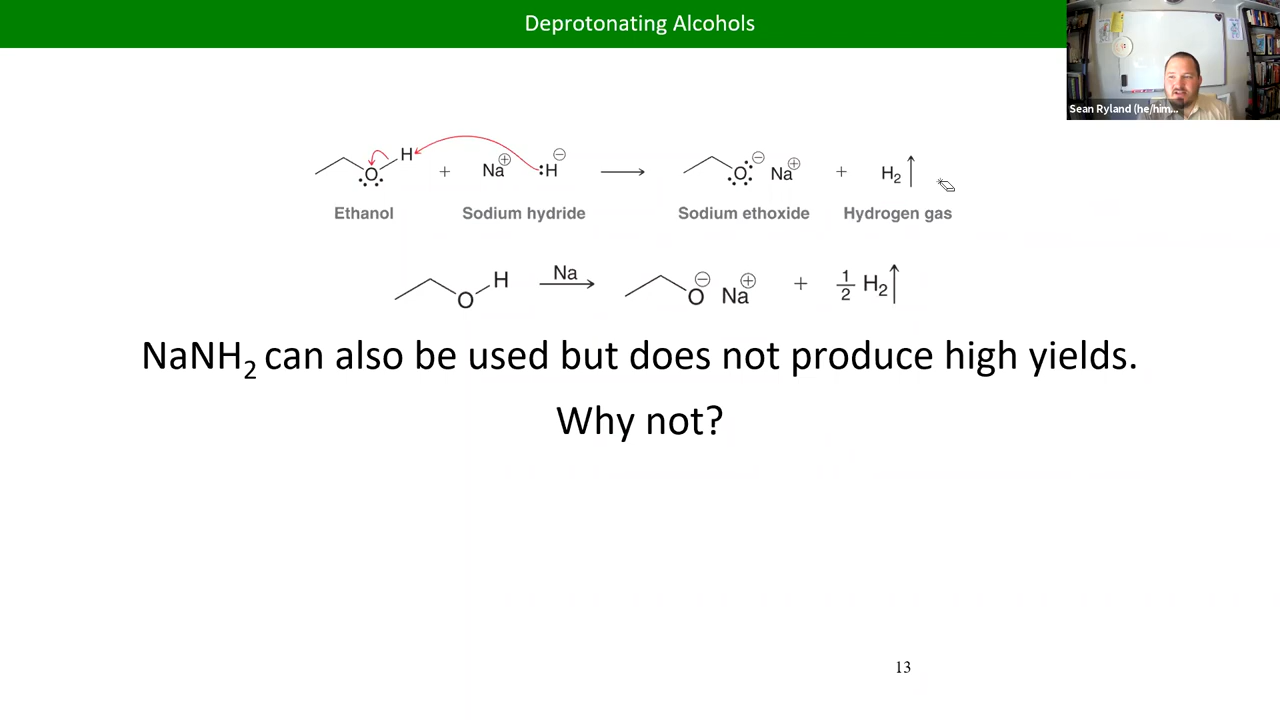 Deprotonating Alcohols
Sean Ryland (he/him...
H
O
+
Na ⊕ :H ⊖
O ⊖ Na ⊕
+
H₂ ↑
Ethanol
Sodium hydride
Sodium ethoxide
Hydrogen gas
O H
Na
O ⊖ Na ⊕
+
1/2 H₂ ↑
NaNH₂ can also be used but does not produce high yields.
Why not?
13